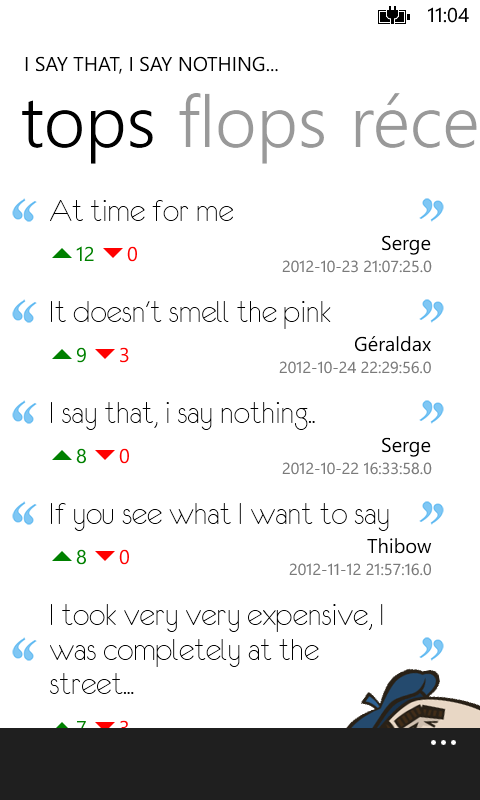 11:04
I SAY THAT, I SAY NOTHING...
tops flops réce
“ At time for me ”
12 0 Serge
2012-10-23 21:07:25.0
“ It doesn't smell the pink ”
9 3 Géraldax
2012-10-24 22:29:56.0
“ I say that, i say nothing.. ”
8 0 Serge
2012-10-22 16:33:58.0
“ If you see what I want to say ”
8 0 Thibow
2012-11-12 21:57:16.0
I took very very expensive, I
“ was completely at the ”
street...
7 3